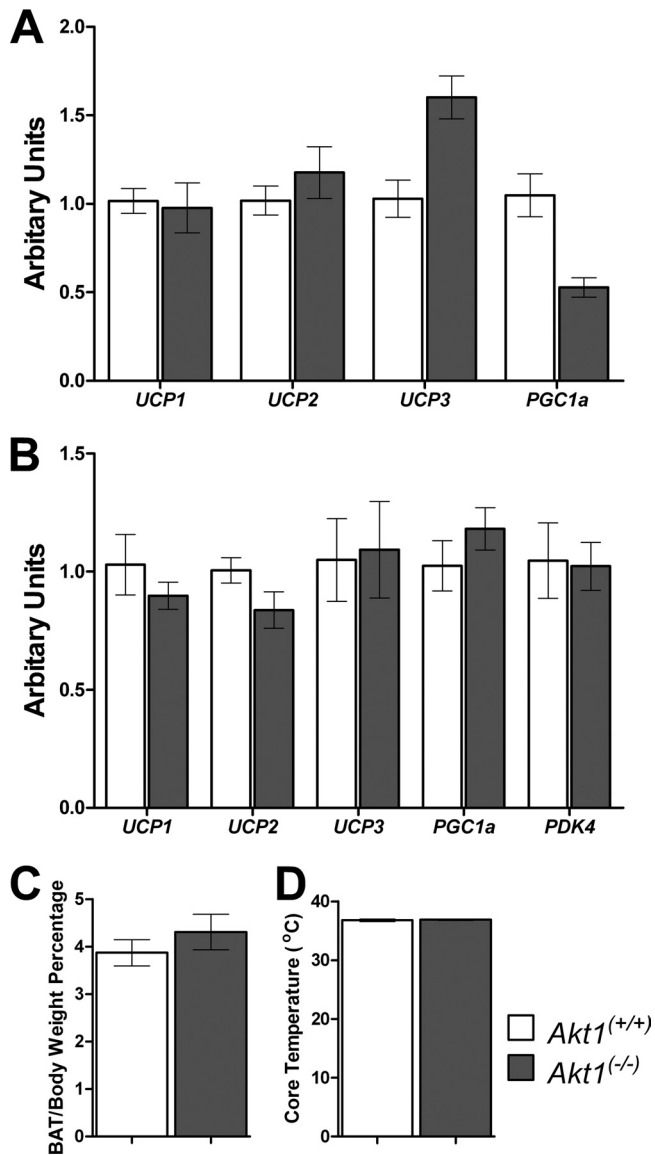 A
Arbitary Units
2.0
1.5
1.0
0.5
0.0
UCP1 UCP2 UCP3 PGC1a
B
Arbitary Units
1.5
1.0
0.5
0.0
UCP1 UCP2 UCP3 PGC1a PDK4
C
BAT/Body Weight Percentage
5
4
3
2
1
0
D
Core Temperature (°C)
40
30
20
10
0
Akt1(+/+)
Akt1(-/-)